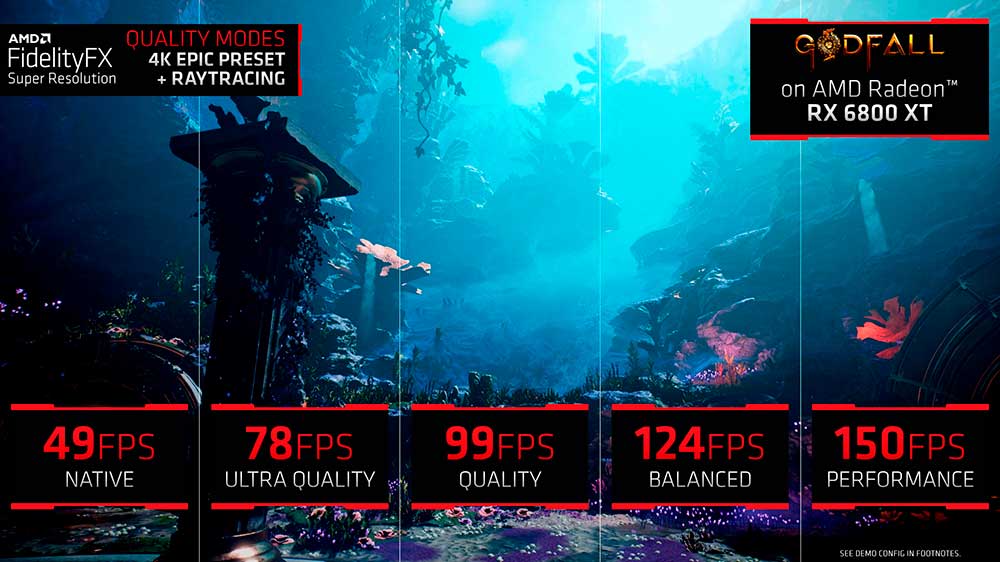 AMD
FidelityFX
Super Resolution
QUALITY MODES
4K EPIC PRESET
+ RAYTRACING
GODFALL
on AMD Radeon™
RX 6800 XT
49FPS
NATIVE
78FPS
ULTRA QUALITY
99FPS
QUALITY
124FPS
BALANCED
150FPS
PERFORMANCE
SEE DEMO CONFIG IN FOOTNOTES.